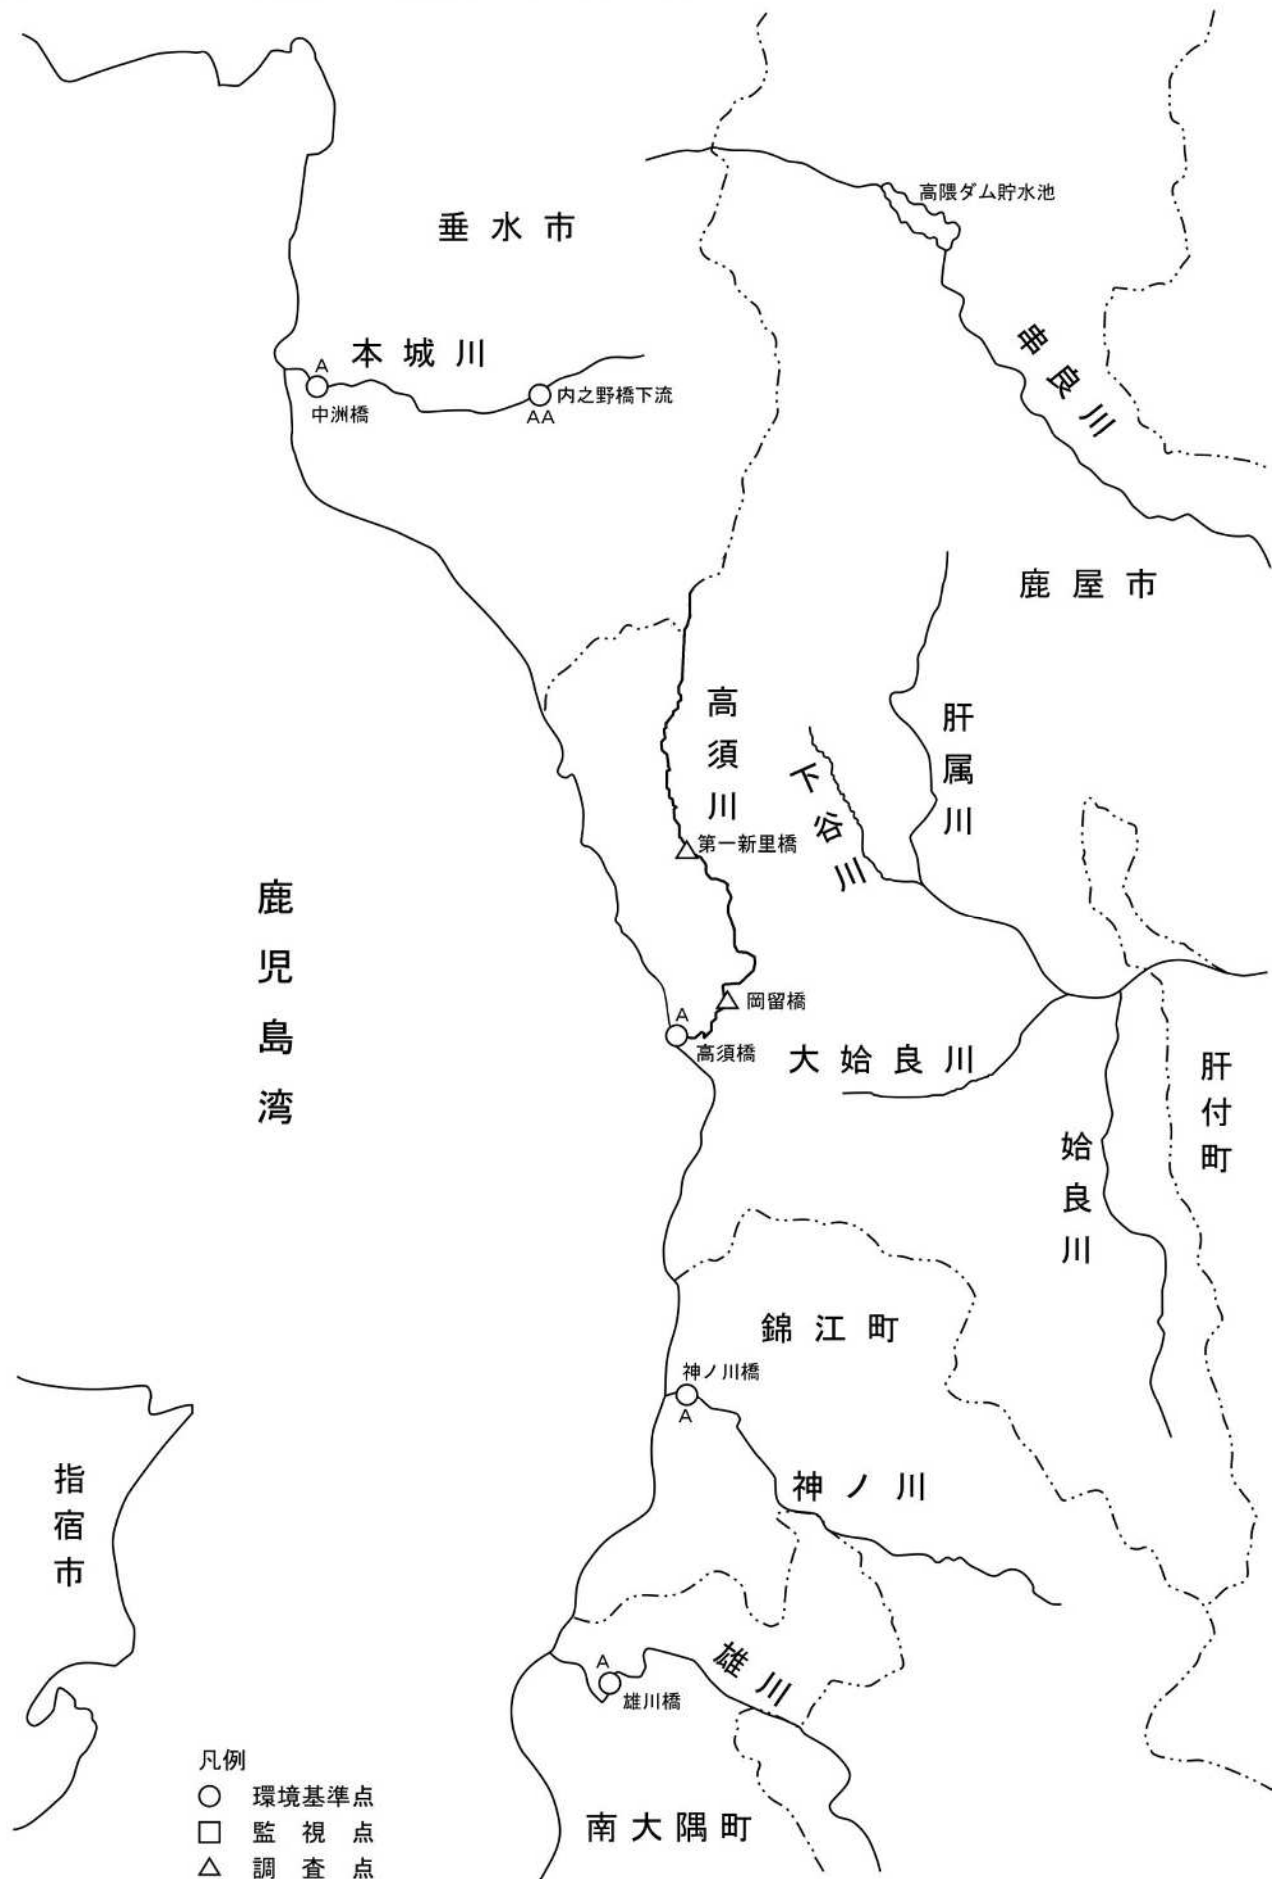 高隈ダム貯水池
垂水市
串良川
本城川
A
中洲橋
内之野橋下流
AA
鹿屋市
高須川
肝属川
下谷川
第一新里橋
鹿児島湾
岡留橋
A
高須橋
大姶良川
肝付町
姶良川
錦江町
神ノ川橋
A
神ノ川
指宿市
雄川
A
雄川橋
南大隅町
凡例
○ 環境基準点
□ 監視点
△ 調査点